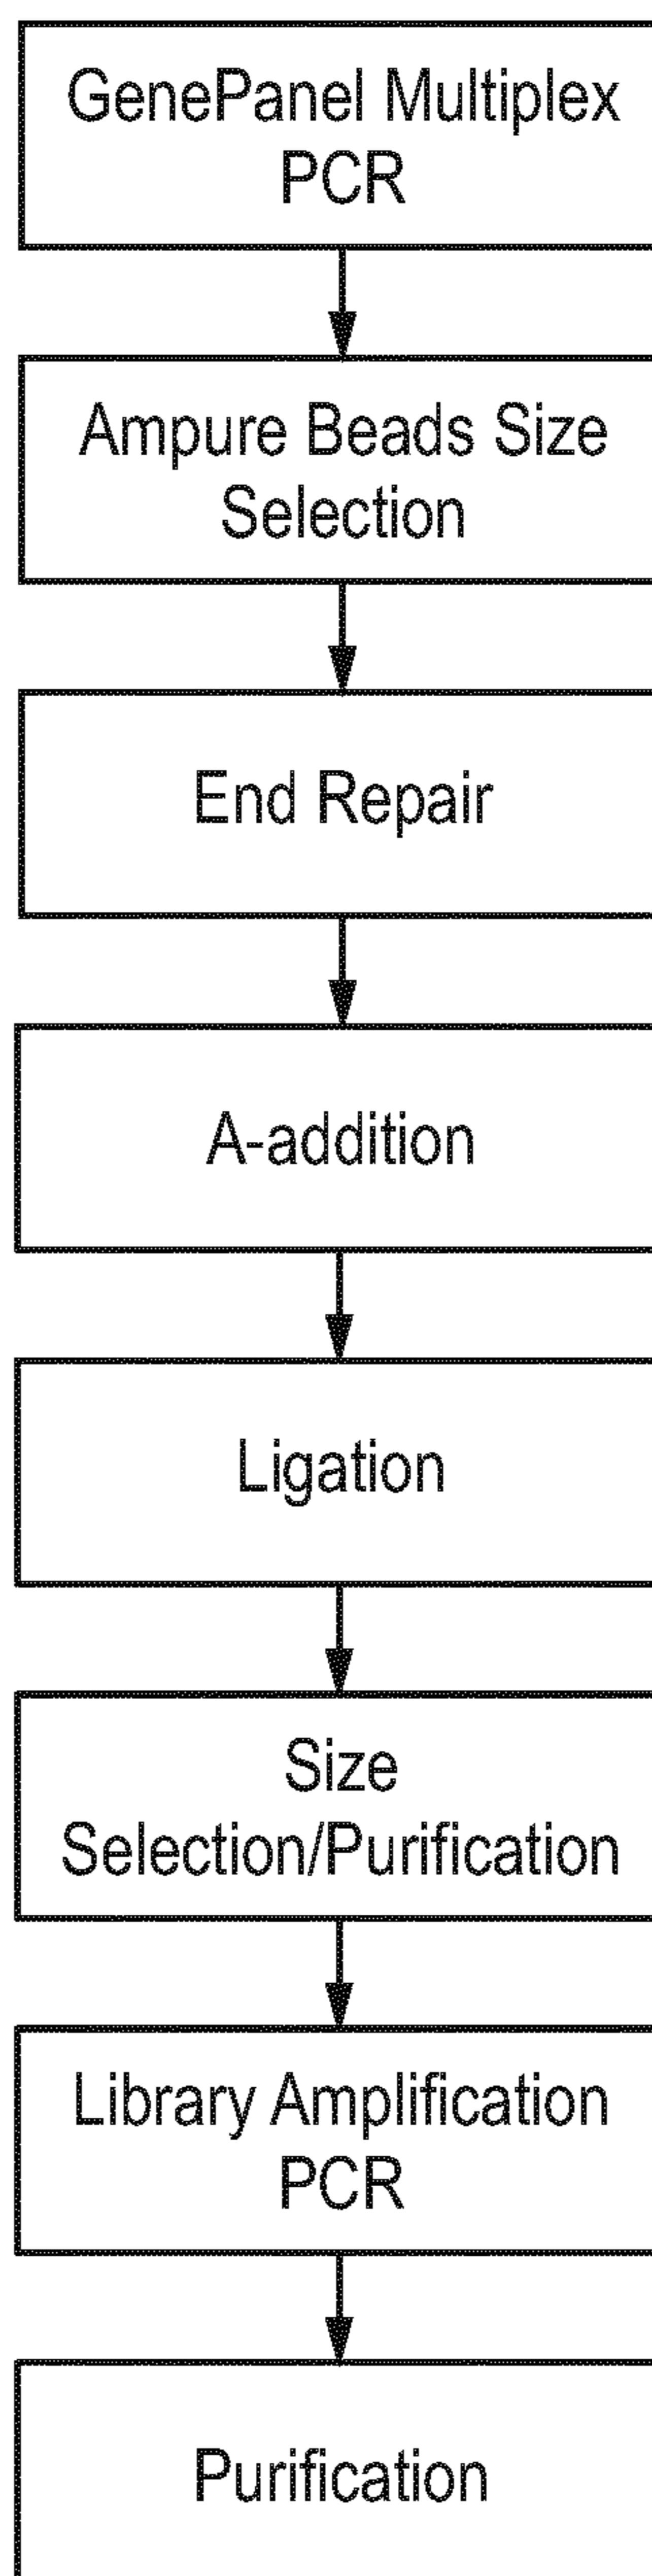 GenePanel Multiplex
PCR
Ampure Beads Size
Selection
End Repair
A-addition
Ligation
Size
Selection/Purification
Library Amplification
PCR
Purification